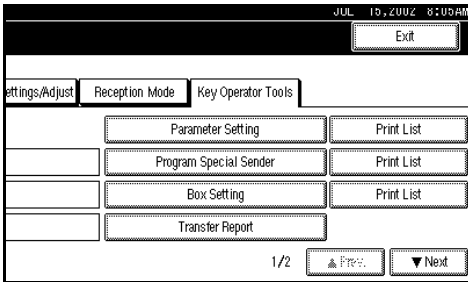 JUL 15,2002 8:05AM
Exit
ettings/Adjust Reception Mode Key Operator Tools
Parameter Setting Print List
Program Special Sender Print List
Box Setting Print List
Transfer Report
1/2 ▲ Prev. ▼ Next